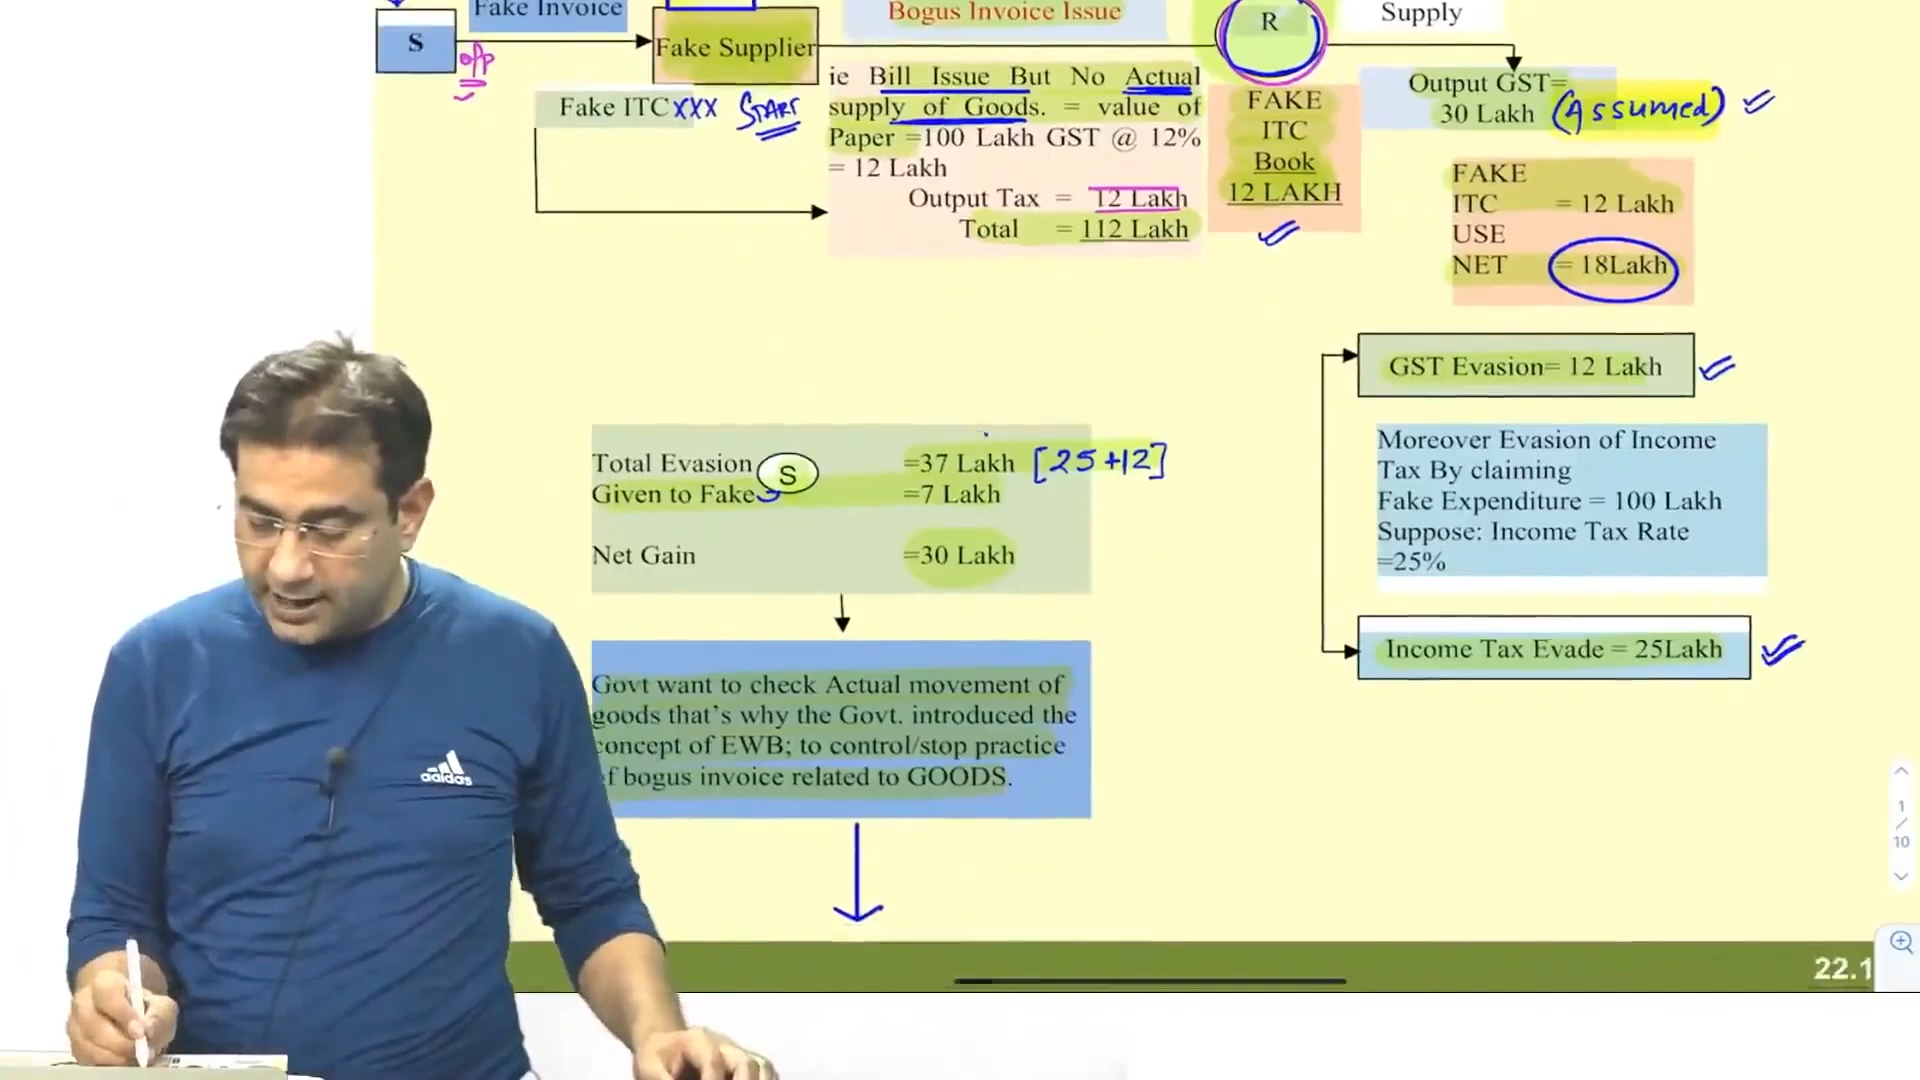 Fake Invoice
Bogus Invoice Issue
R
Supply
S
off
Fake Supplier
ie Bill Issue But No Actual
supply of Goods. = value of
Paper =100 Lakh GST @ 12%
= 12 Lakh
Output Tax = 12 Lakh
Total = 112 Lakh
Fake ITC XXX START
FAKE
ITC
Book
12 LAKH
Output GST=
30 Lakh (Assumed)
FAKE
ITC = 12 Lakh
USE
NET = 18Lakh
GST Evasion= 12 Lakh
Total Evasion =37 Lakh [25+12]
S
Given to Fake =7 Lakh
Net Gain =30 Lakh
Moreover Evasion of Income
Tax By claiming
Fake Expenditure = 100 Lakh
Suppose: Income Tax Rate
=25%
Income Tax Evade = 25Lakh
Govt want to check Actual movement of
goods that's why the Govt. introduced the
concept of EWB; to control/stop practice
of bogus invoice related to GOODS.
adidas
1
/
10
22.1